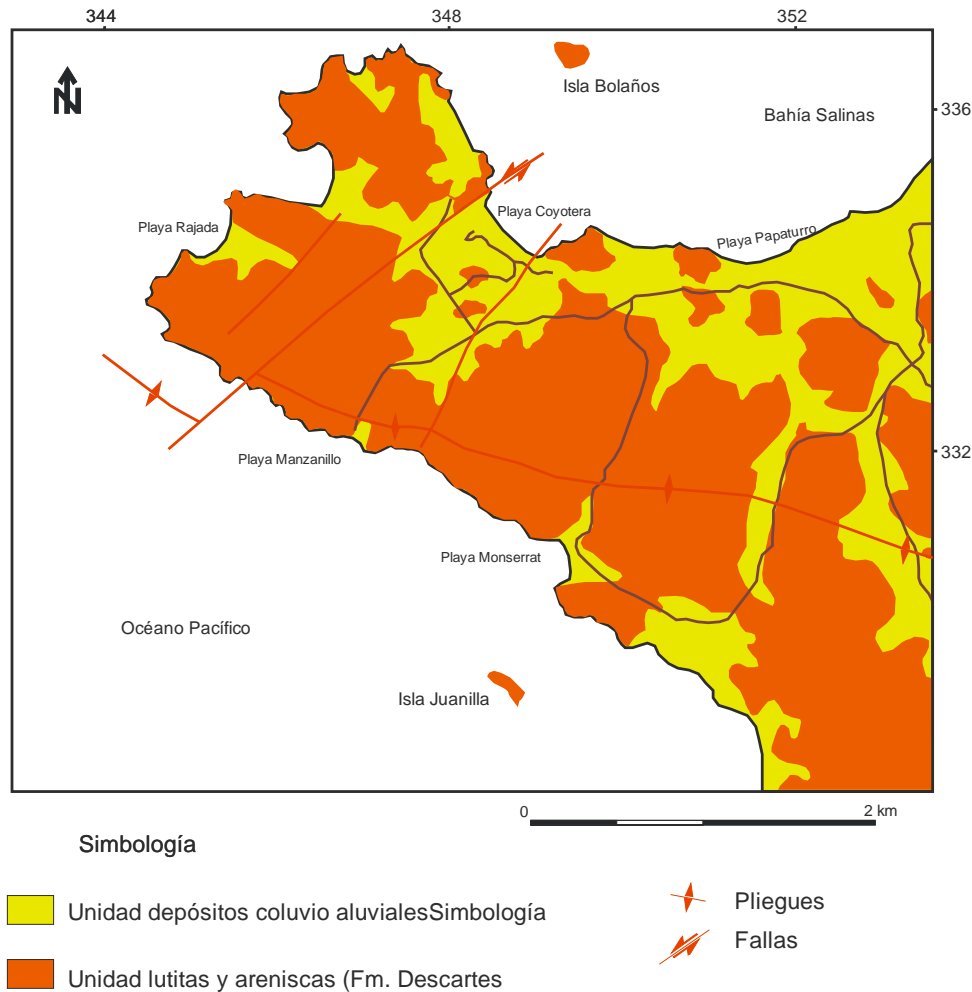 344 348 352
N
Isla Bolaños
336
Bahía Salinas
Playa Rajada
Playa Coyotera
Playa Papaturro
332
Playa Manzanillo
Playa Monserrat
Océano Pacífico
Isla Juanilla
0 2 km
Simbología
Unidad depósitos coluvio aluvialesSimbología
Unidad lutitas y areniscas (Fm. Descartes
Pliegues
Fallas